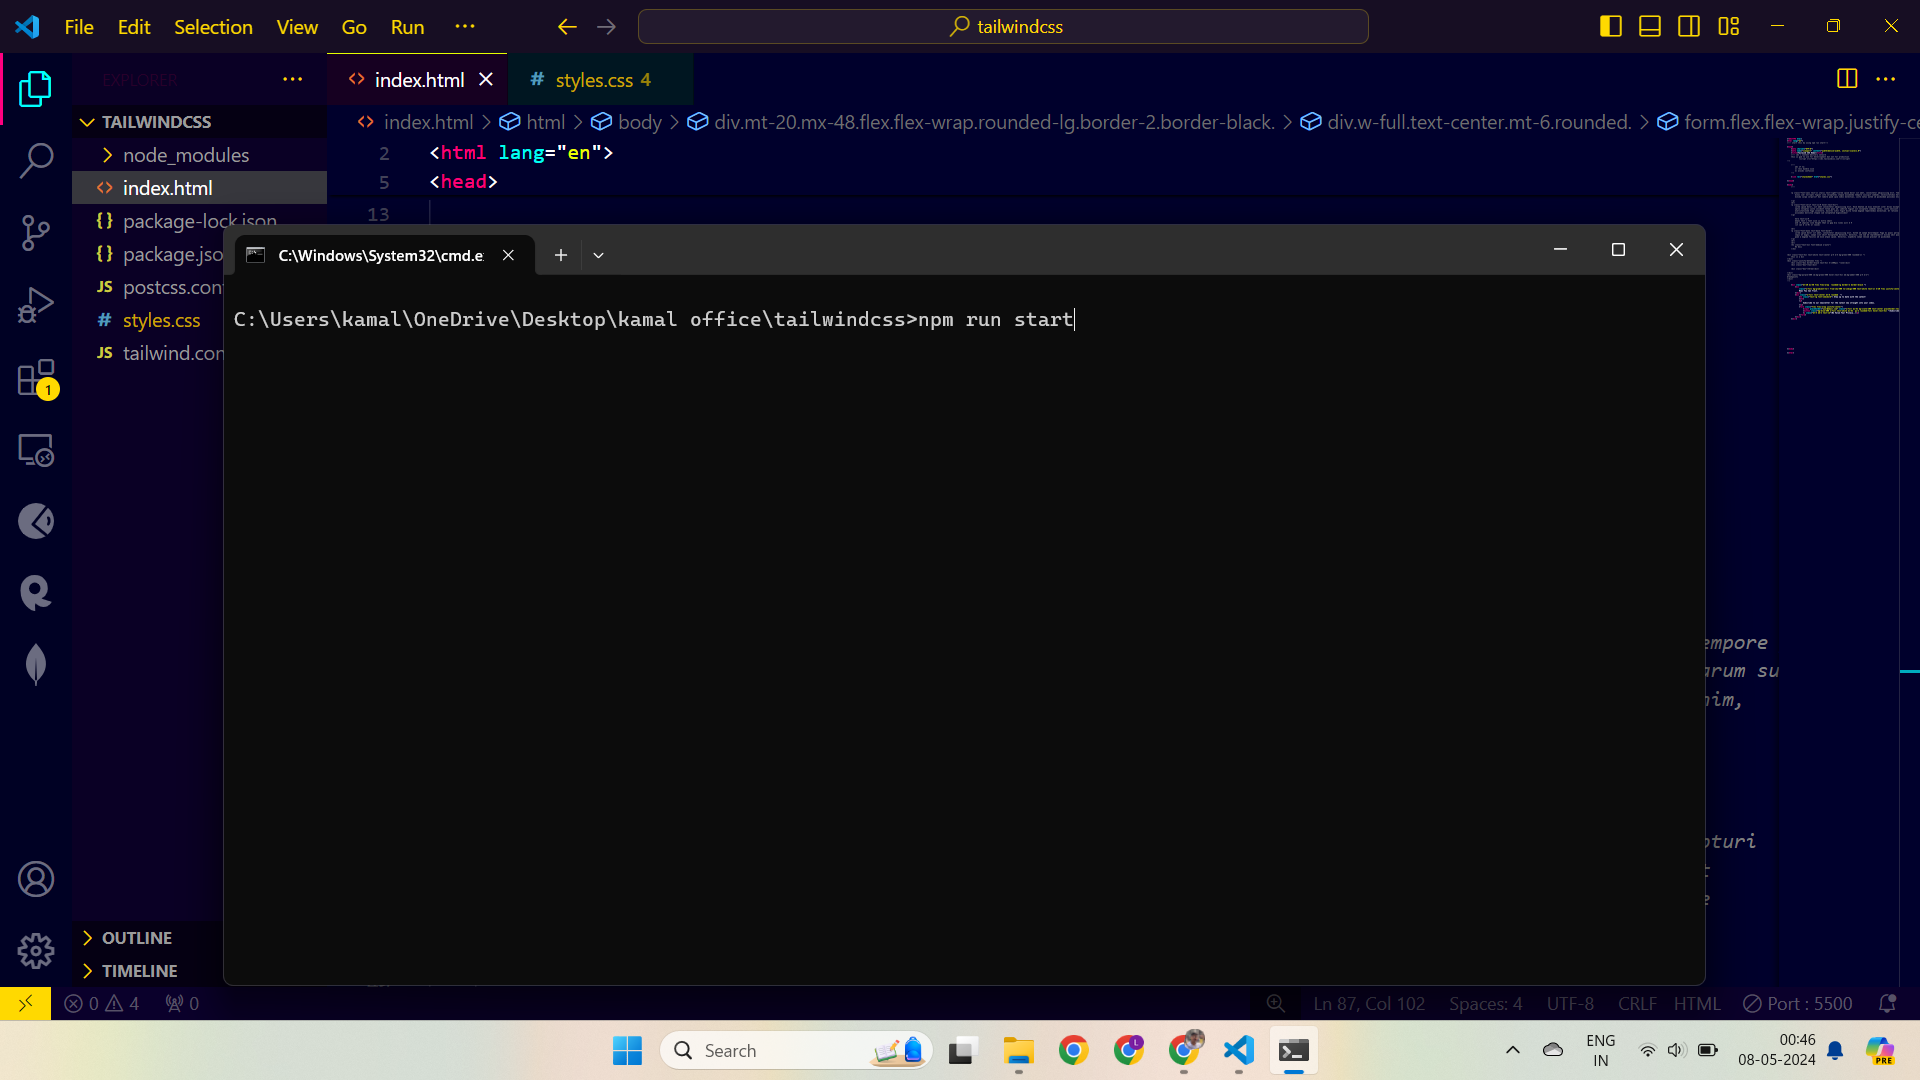 File Edit Selection View Go Run ···
tailwindcss
EXPLORER ···
index.html
# styles.css 4
TAILWINDCSS
index.html > html > body > div.mt-20.mx-48.flex.flex-wrap.rounded-lg.border-2.border-black. > div.w-full.text-center.mt-6.rounded. > form.flex.flex-wrap.justify-ce
node_modules
index.html
{} package-lock.json
{} package.jso
JS postcss.con
# styles.css
JS tailwind.con
2 <html lang="en">
5 <head>
13
C:\Windows\System32\cmd.e
C:\Users\kamal\OneDrive\Desktop\kamal office\tailwindcss>npm run start
empore
arum su
nim,
pturi
1
OUTLINE
TIMELINE
0 4 0
Ln 87, Col 102 Spaces: 4 UTF-8 CRLF HTML Port : 5500
Search
L
ENG
IN
00:46
08-05-2024
PRE